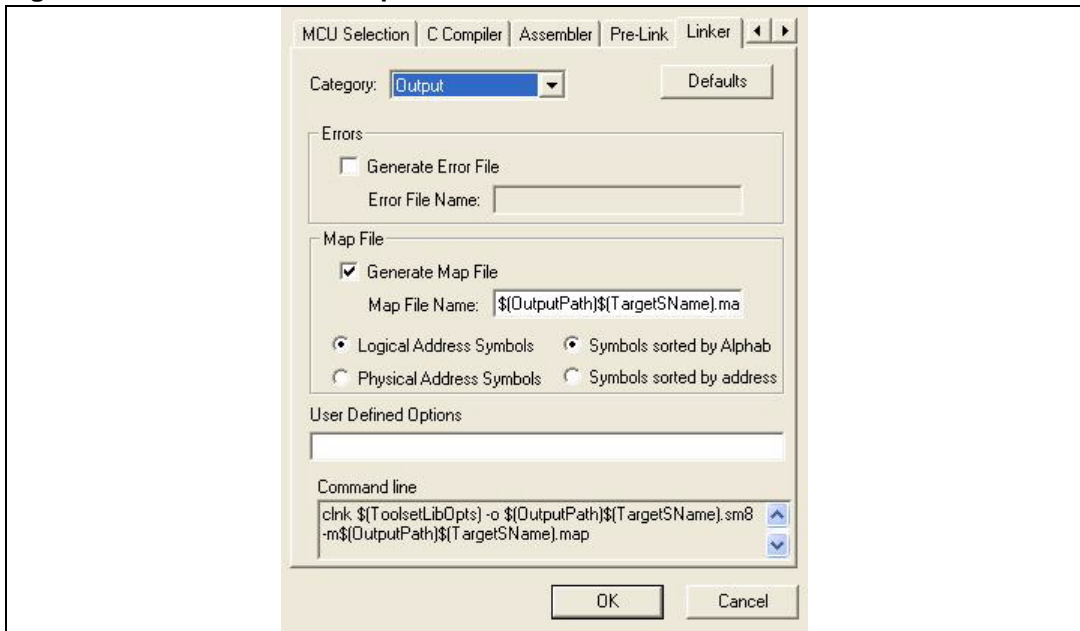 MCU Selection C Compiler Assembler Pre-Link Linker
Category: Output Defaults
Errors
Generate Error File
Error File Name:
Map File
Generate Map File
Map File Name: $(OutputPath)$(TargetSName).ma
Logical Address Symbols Symbols sorted by Alphab
Physical Address Symbols Symbols sorted by address
User Defined Options
Command line
clnk $(ToolsetLibOpts) -o $(OutputPath)$(TargetSName).sm8
-m$(OutputPath)$(TargetSName).map
OK Cancel